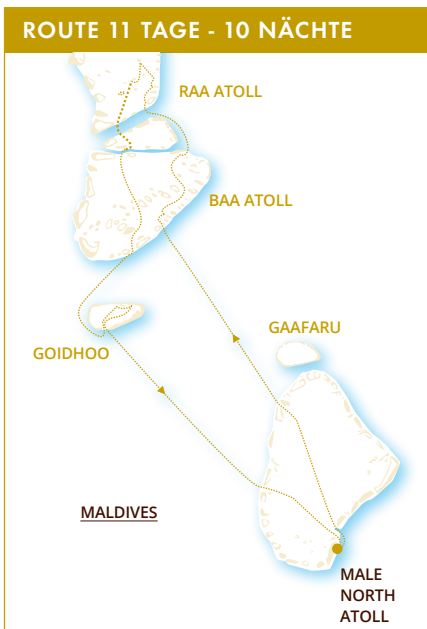 ROUTE 11 TAGE - 10 NÄCHTE
RAA ATOLL
BAA ATOLL
GAAFARU
GOIDHOO
MALDIVES
MALE
NORTH
ATOLL